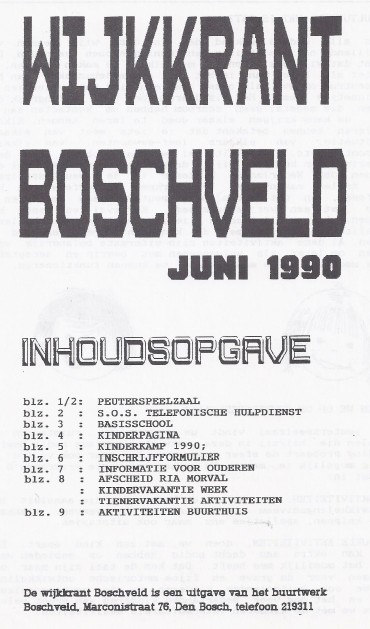 WIJKKRANT
BOSCHVELD
JUNI 1990
INHOUDSOPGAVE
blz. 1/2: PEUTERSPEELZAAL
blz. 2 : S.O.S. TELEFONISCHE HULPDIENST
blz. 3 : BASISSCHOOL
blz. 4 : KINDERPAGINA
blz. 5 : KINDERKAMP 1990;
blz. 6 : INSCHRIJFFORMULIER
blz. 7 : INFORMATIE VOOR OUDEREN
blz. 8 : AFSCHEID RIA MORVAL
: KINDERVAKANTIE WEEK
: TIENERVAKANTIE AKTIVITEITEN
blz. 9 : AKTIVITEITEN BUURTHUIS
De wijkkrant Boschveld is een uitgave van het buurtwerk
Boschveld, Marconistraat 76, Den Bosch, telefoon 219311